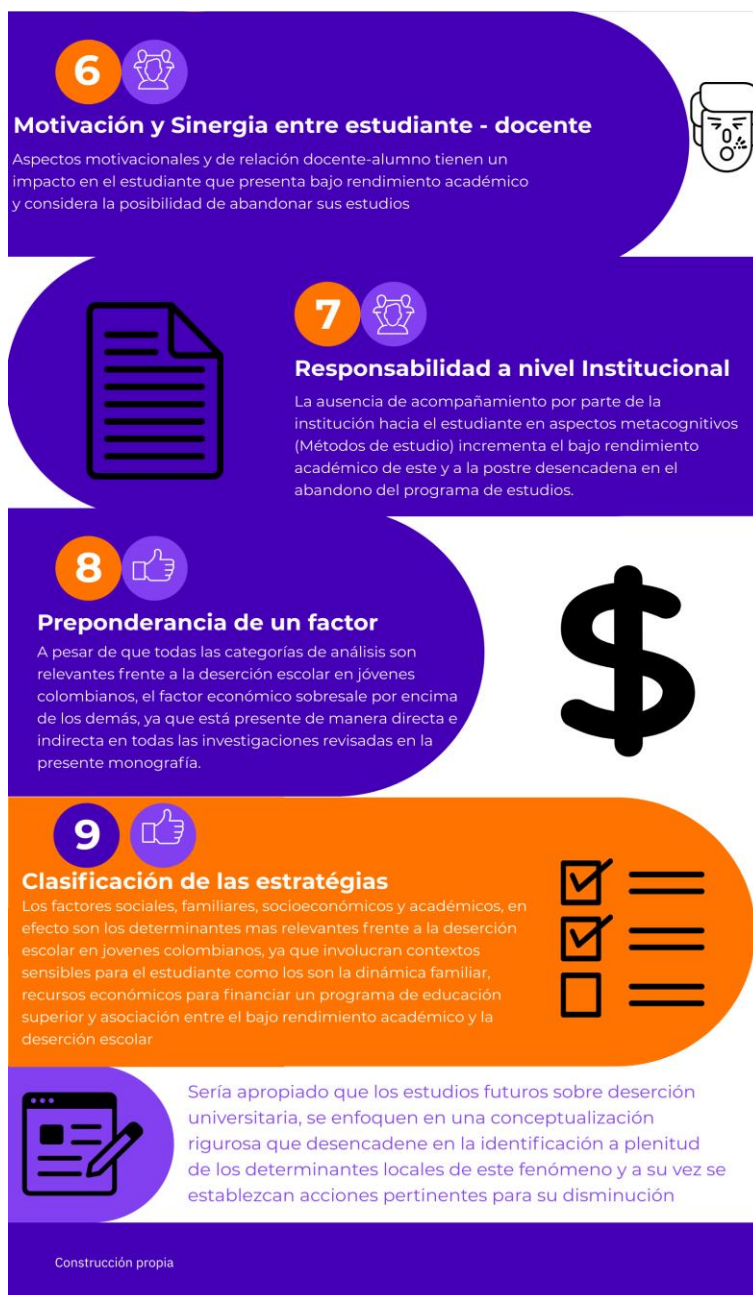 6
Motivación y Sinergia entre estudiante - docente
Aspectos motivacionales y de relación docente-alumno tienen un
impacto en el estudiante que presenta bajo rendimiento académico
y considera la posibilidad de abandonar sus estudios
7
Responsabilidad a nivel Institucional
La ausencia de acompañamiento por parte de la
institución hacia el estudiante en aspectos metacognitivos
(Métodos de estudio) incrementa el bajo rendimiento
académico de este y a la postre desencadena en el
abandono del programa de estudios.
8
Preponderancia de un factor
A pesar de que todas las categorías de análisis son
relevantes frente a la deserción escolar en jóvenes
colombianos, el factor económico sobresale por encima
de los demás, ya que está presente de manera directa e
indirecta en todas las investigaciones revisadas en la
presente monografía.
$
9
Clasificación de las estratégias
Los factores sociales, familiares, socioeconómicos y académicos, en
efecto son los determinantes mas relevantes frente a la deserción
escolar en jovenes colombianos, ya que involucran contextos
sensibles para el estudiante como los son la dinámica familiar,
recursos económicos para financiar un programa de educación
superior y asociación entre el bajo rendimiento académico y la
deserción escolar
Sería apropiado que los estudios futuros sobre deserción
universitaria, se enfoquen en una conceptualización
rigurosa que desencadene en la identificación a plenitud
de los determinantes locales de este fenómeno y a su vez se
establezcan acciones pertinentes para su disminución
Construcción propia